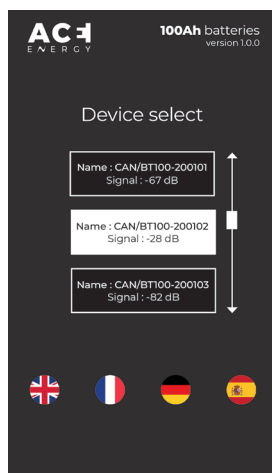 ACE
ENERGY
100Ah batteries
version 1.0.0
Device select
Name : CAN/BT100-200101
Signal : -67 dB
Name : CAN/BT100-200102
Signal : -28 dB
Name : CAN/BT100-200103
Signal : -82 dB